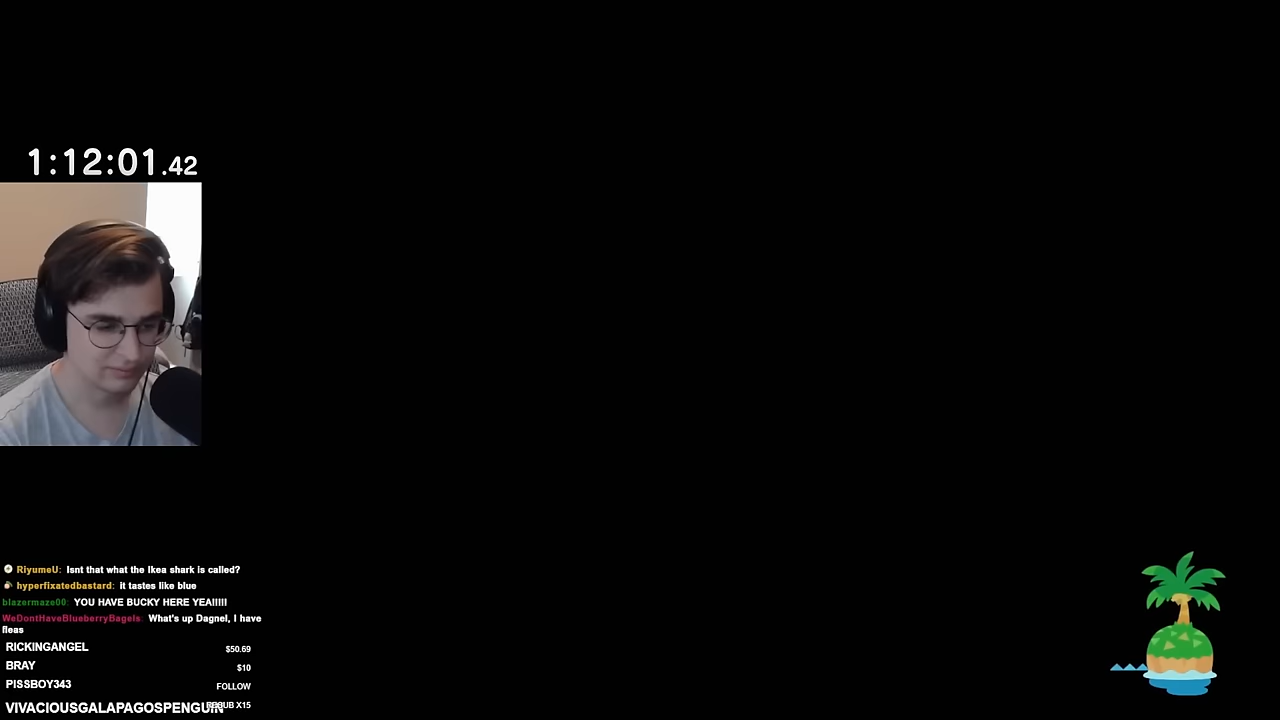 1:12:01.42
RiyumeU: Isnt that what the Ikea shark is called?
hyperfixatedbastard: it tastes like blue
blazermaze00: YOU HAVE BUCKY HERE YEA!!!!!
WeDontHaveBlueberryBagels: What's up Dagnel, I have
fleas
RICKINGANGEL $50.69
BRAY $10
PISSBOY343 FOLLOW
VIVACIOUSGALAPAGOSPENGUIN RESUB X15